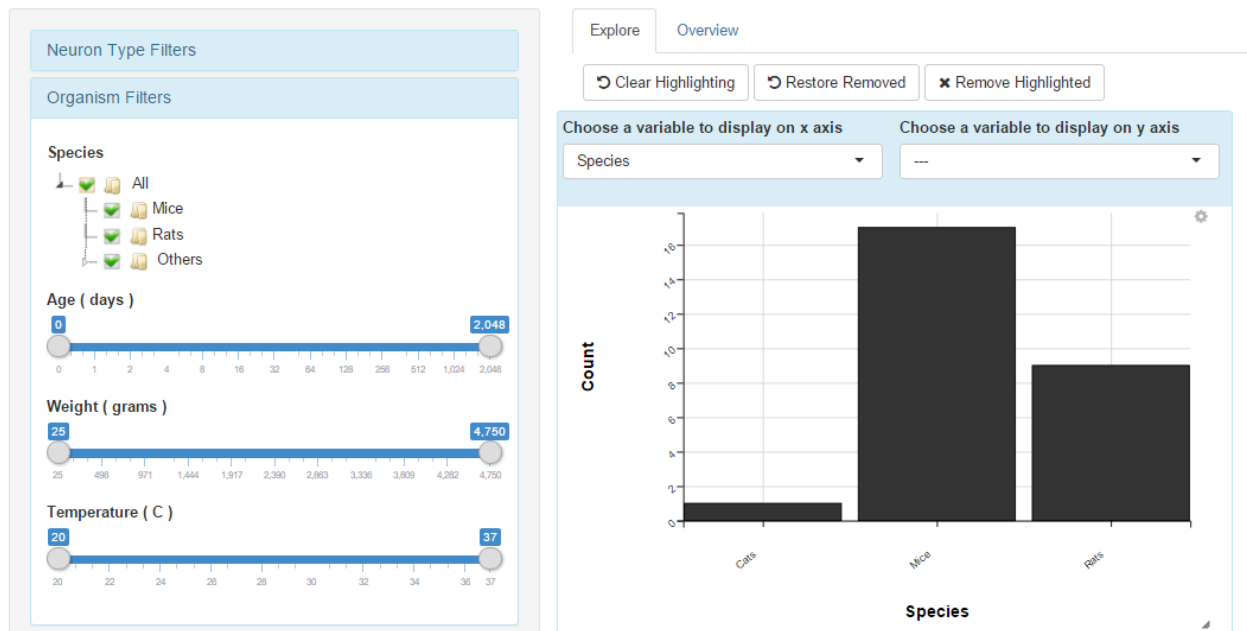 Neuron Type Filters
Organism Filters
Species
All
Mice
Rats
Others
Age ( days )
0 2,048
0 1 2 4 8 16 32 64 128 256 512 1,024 2,048
Weight ( grams )
25 4,750
25 498 971 1,444 1,917 2,390 2,863 3,336 3,809 4,282 4,750
Temperature ( C )
20 37
20 22 24 26 28 30 32 34 36 37
Explore Overview
Clear Highlighting Restore Removed Remove Highlighted
Choose a variable to display on x axis Choose a variable to display on y axis
Species ---
Count
16
14
12
10
8
6
4
2
0
Cats Mice Rats
Species